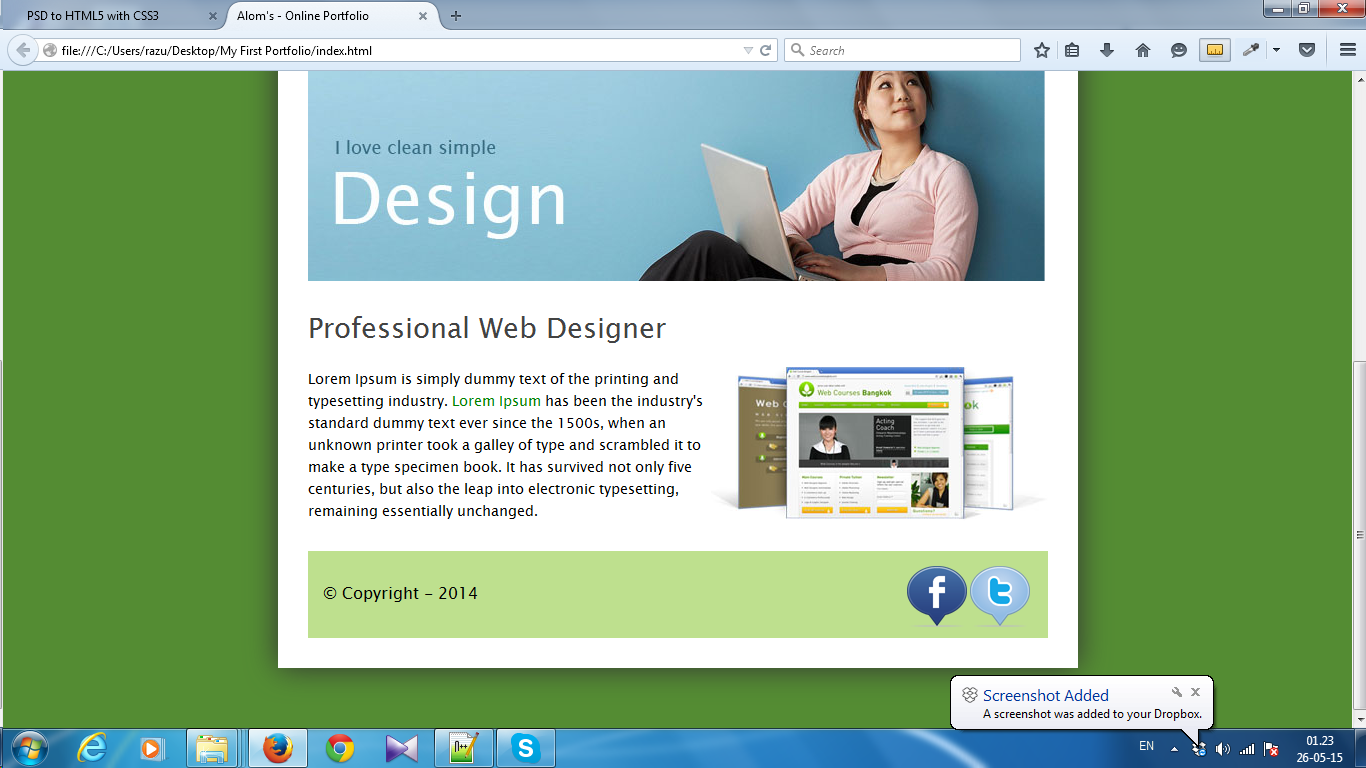 PSD to HTML5 with CSS3
Alom's - Online Portfolio
file:///C:/Users/razu/Desktop/My First Portfolio/index.html
Search
I love clean simple
Design
Professional Web Designer
Lorem Ipsum is simply dummy text of the printing and
typesetting industry. Lorem Ipsum has been the industry's
standard dummy text ever since the 1500s, when an
unknown printer took a galley of type and scrambled it to
make a type specimen book. It has survived not only five
centuries, but also the leap into electronic typesetting,
remaining essentially unchanged.
Web Courses Bangkok
Acting
Coach
Web Courses
Private Tuition
Newsletter
© Copyright - 2014
Screenshot Added
A screenshot was added to your Dropbox.
EN
01.23
26-05-15